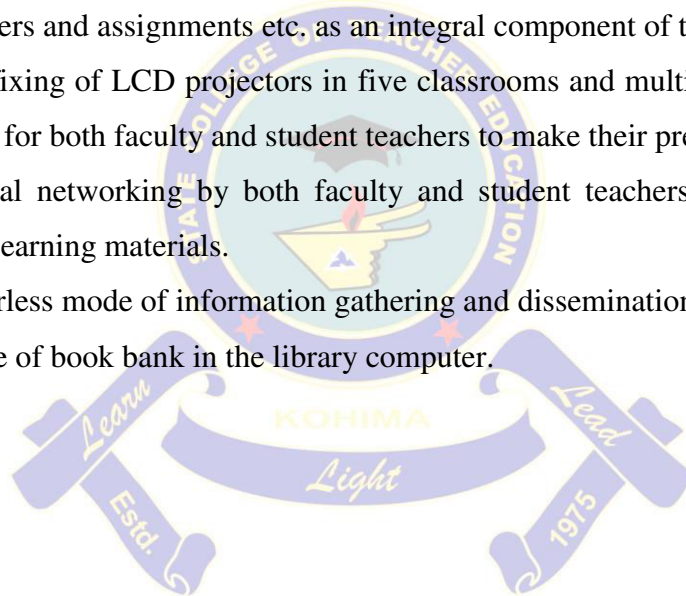 ers and assignments etc. as an integral component of t
fixing of LCD projectors in five classrooms and multi
for both faculty and student teachers to make their pre
al networking by both faculty and student teachers
earning materials.
rless mode of information gathering and dissemination
e of book bank in the library computer.
STATE COLLEGE OF TEACHER EDUCATION
KOHIMA
Learn
Light
Lead
Estd.
1975